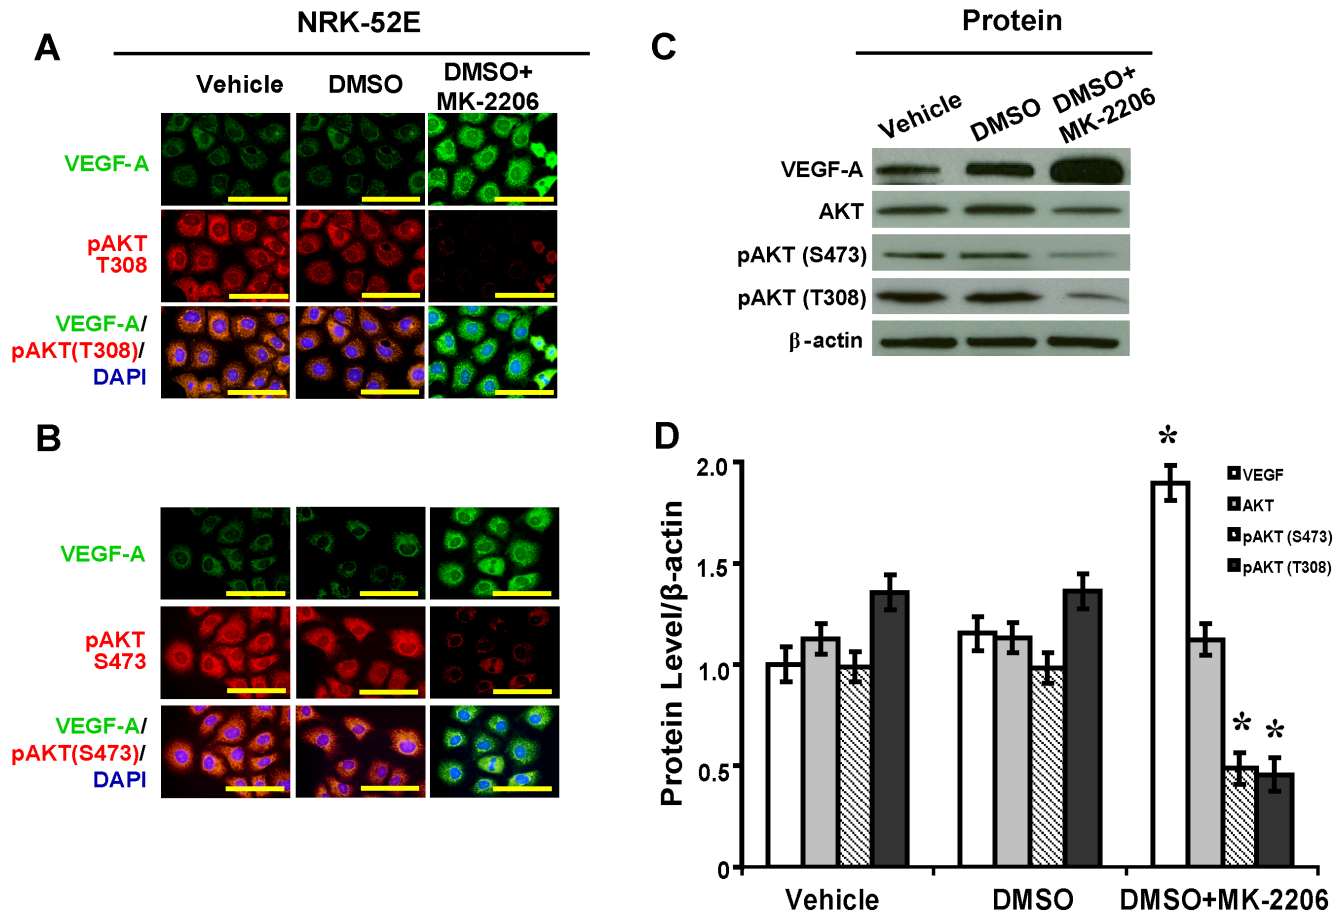 A
NRK-52E
Vehicle
DMSO
DMSO+
MK-2206
VEGF-A
pAKT
T308
VEGF-A/
pAKT(T308)/
DAPI
B
VEGF-A
pAKT
S473
VEGF-A/
pAKT(S473)/
DAPI
C
Protein
Vehicle
DMSO
DMSO+
MK-2206
VEGF-A
AKT
pAKT (S473)
pAKT (T308)
β-actin
D
Protein Level/β-actin
2.0
1.5
1.0
0.5
0
*
*
*
VEGF
AKT
pAKT (S473)
pAKT (T308)
Vehicle
DMSO
DMSO+MK-2206